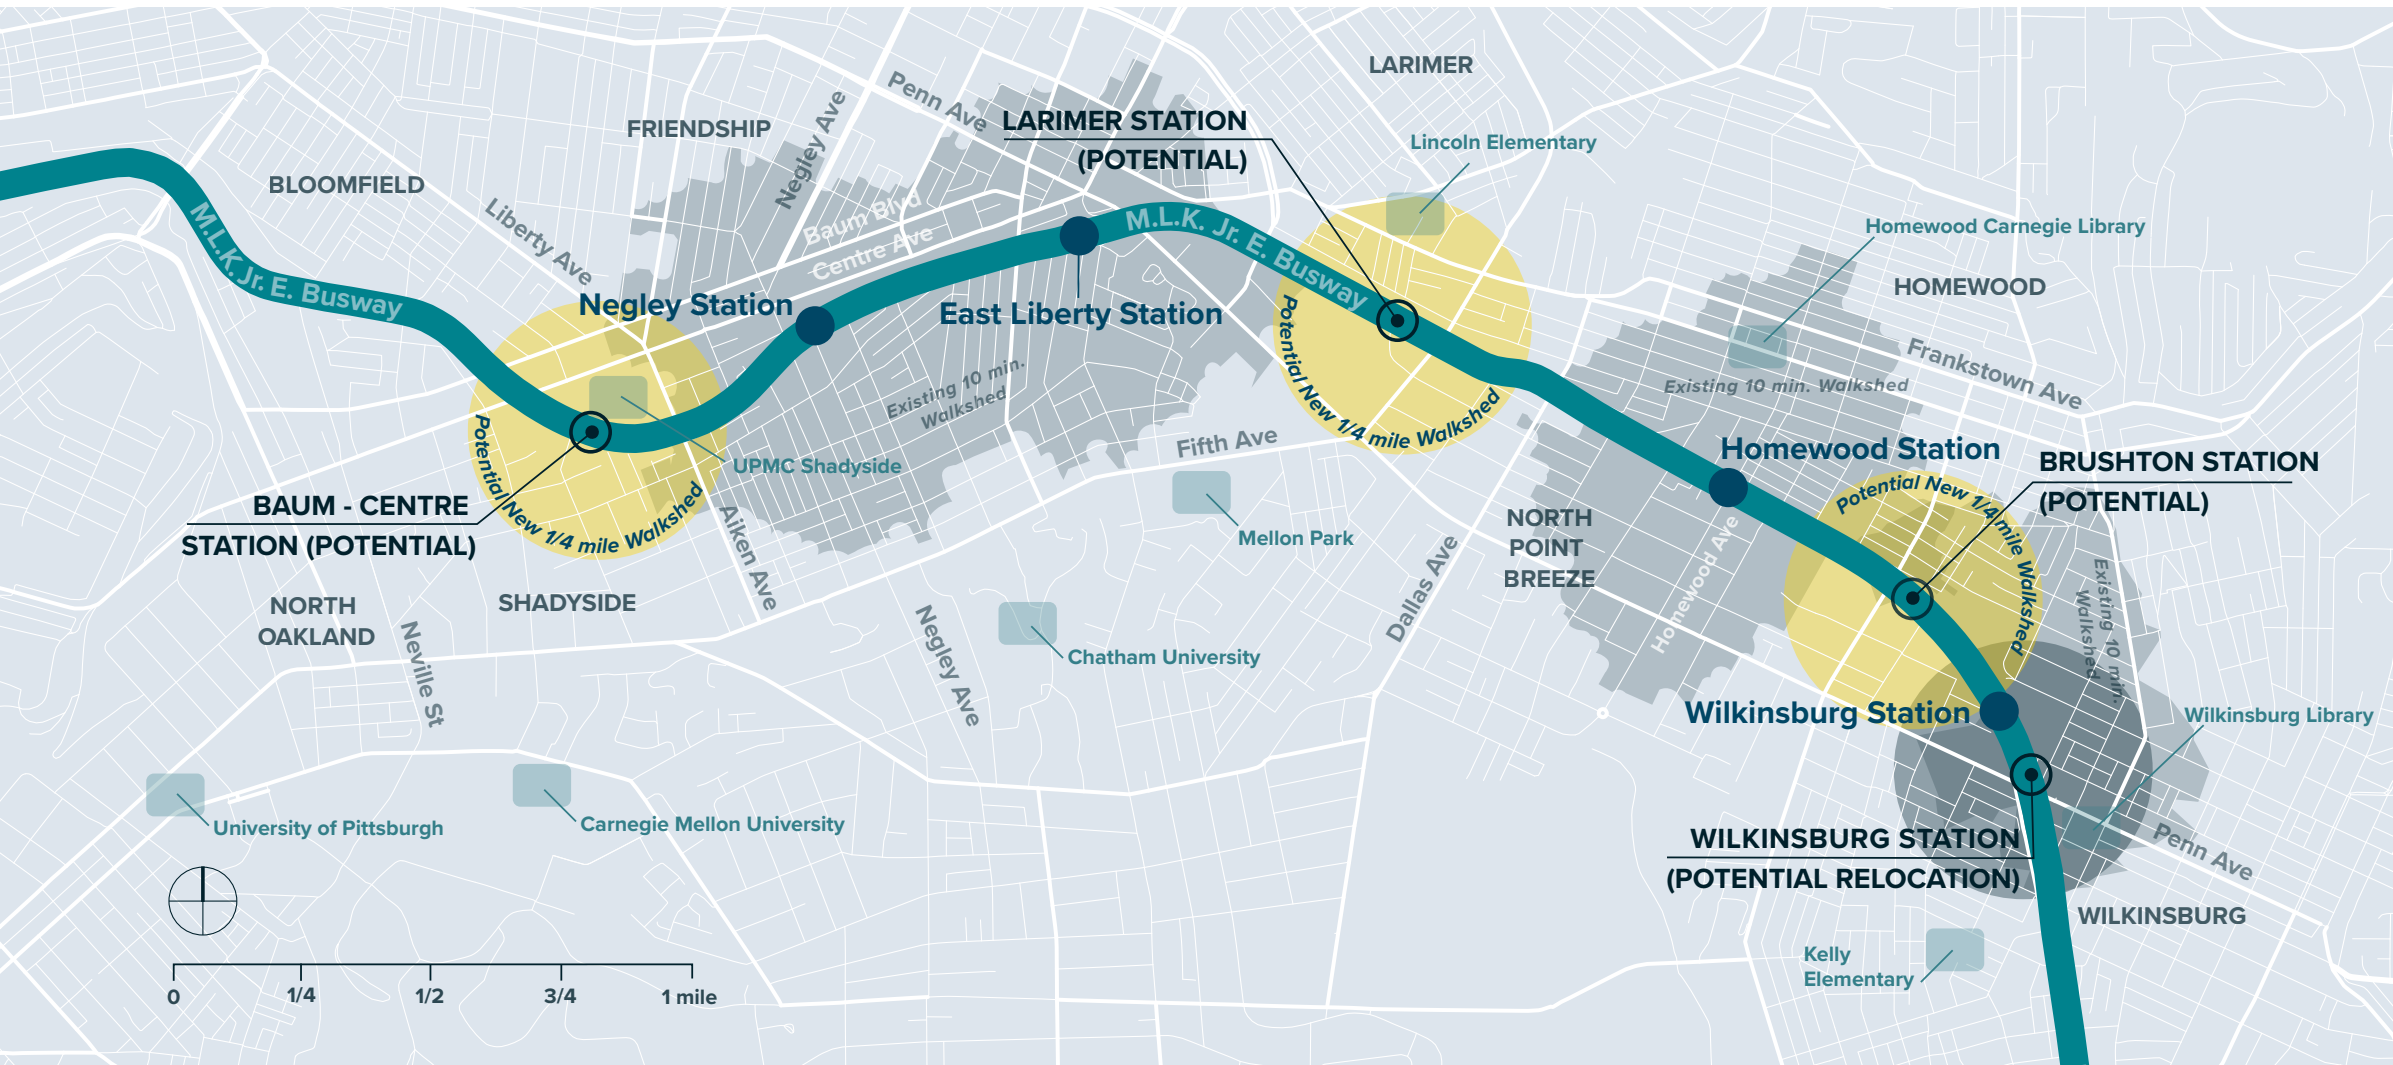 LARIMER
Penn Ave
FRIENDSHIP
Negley Ave
LARIMER STATION
(POTENTIAL)
Lincoln Elementary
BLOOMFIELD
Liberty Ave
Baum Blvd
Centre Ave
M.L.K. Jr. E. Busway
M.L.K. Jr. E. Busway
Homewood Carnegie Library
HOMEWOOD
Negley Station
East Liberty Station
Frankstown Ave
Existing 10 min.
Walkshed
Existing 10 min. Walkshed
Potential New 1/4 mile Walkshed
Potential New 1/4 mile Walkshed
Fifth Ave
UPMC Shadyside
Homewood Station
BRUSHTON STATION
(POTENTIAL)
Potential New 1/4 mile Walkshed
BAUM - CENTRE
STATION (POTENTIAL)
Mellon Park
NORTH
POINT
BREEZE
Aiken Ave
Dallas Ave
Homewood Ave
Existing 10 min.
Walkshed
NORTH
OAKLAND
SHADYSIDE
Neville St
Negley Ave
Chatham University
Wilkinsburg Station
Wilkinsburg Library
University of Pittsburgh
Carnegie Mellon University
WILKINSBURG STATION
(POTENTIAL RELOCATION)
Penn Ave
WILKINSBURG
Kelly
Elementary
0 1/4 1/2 3/4 1 mile